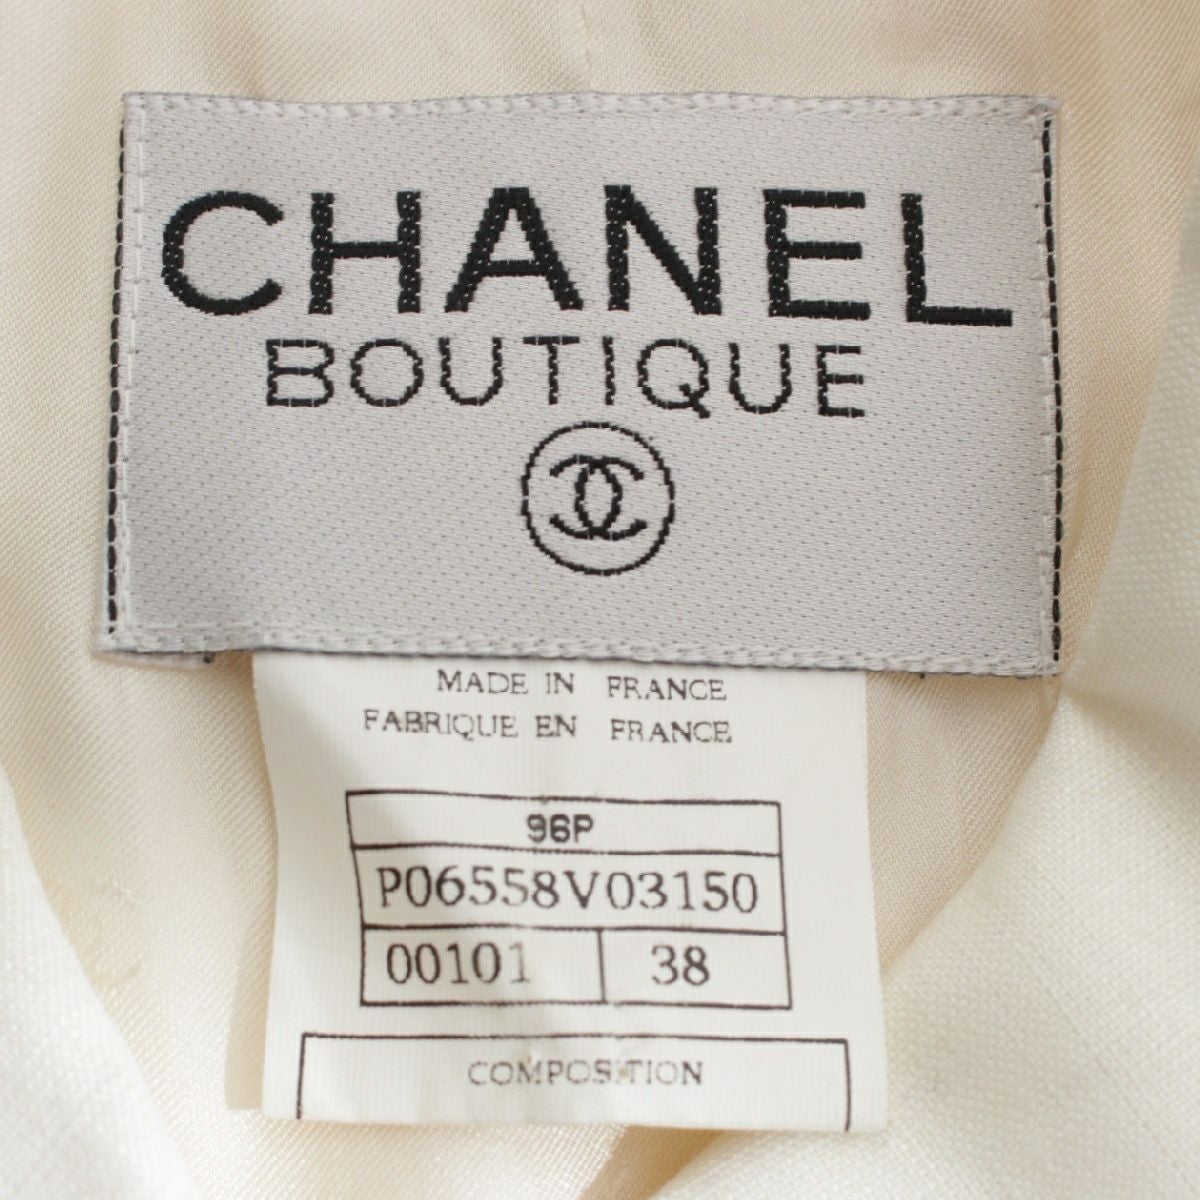 CHANEL
BOUTIQUE
MADE IN FRANCE
FABRIQUE EN FRANCE
96P
P06558V03150
00101 38
COMPOSITION